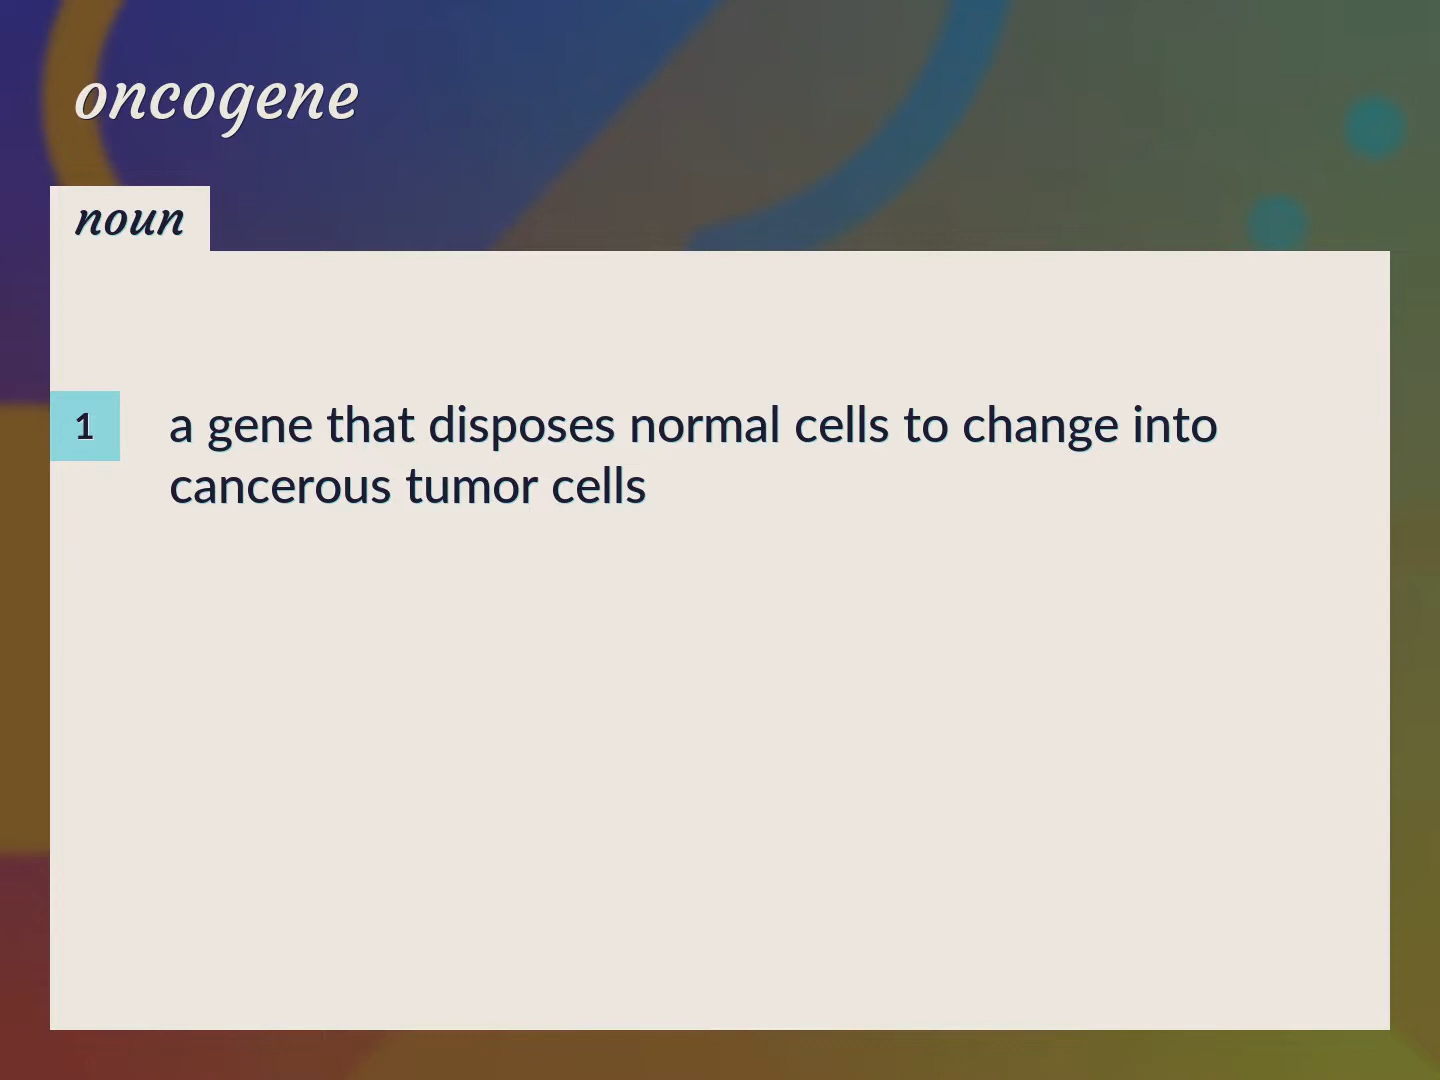 oncogene
noun
1
a gene that disposes normal cells to change into
cancerous tumor cells